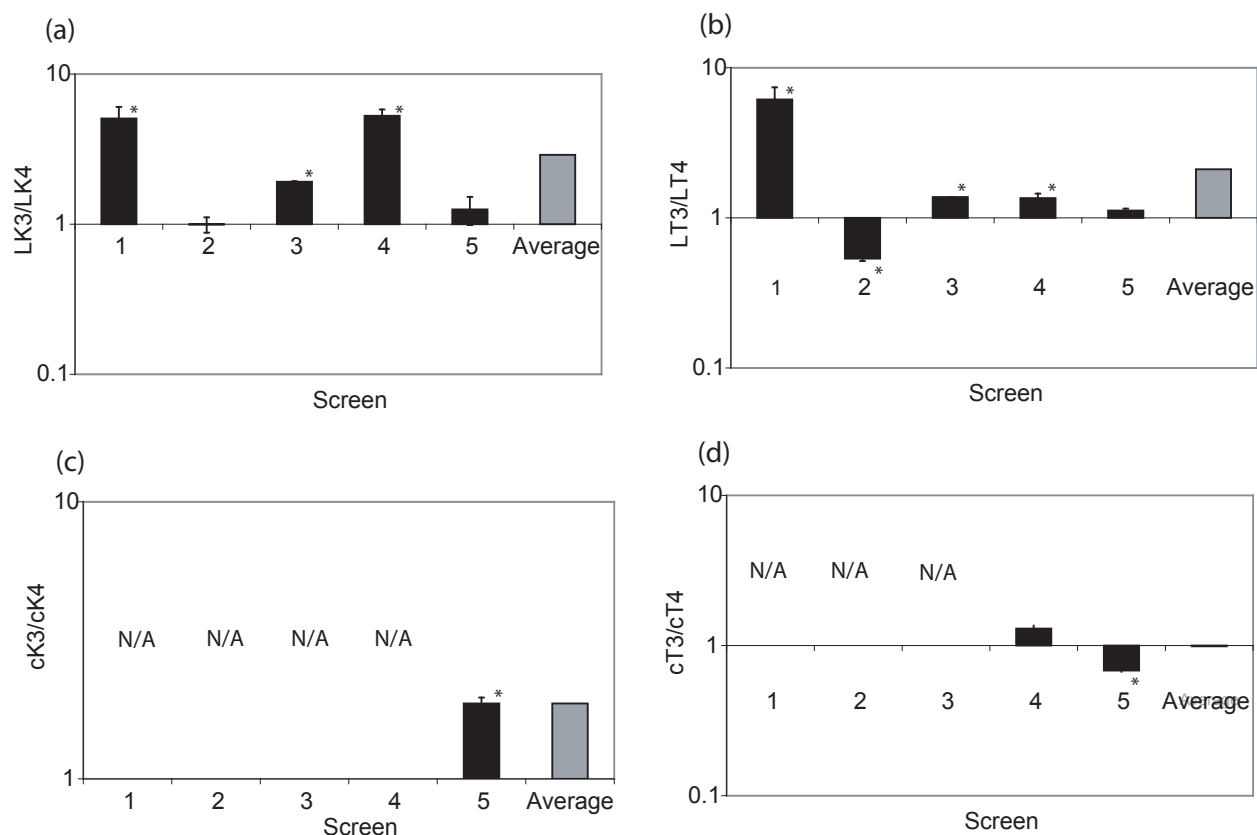 (a)
10
1
0.1
LK3/LK4
*
*
*
1 2 3 4 5 Average
Screen
(b)
10
1
0.1
LT3/LT4
*
*
*
*
1 2 3 4 5 Average
Screen
(c)
10
1
cK3/cK4
N/A N/A N/A N/A
*
1 2 3 4 5 Average
Screen
(d)
10
1
0.1
cT3/cT4
N/A N/A N/A
*
1 2 3 4 5 Average
Screen